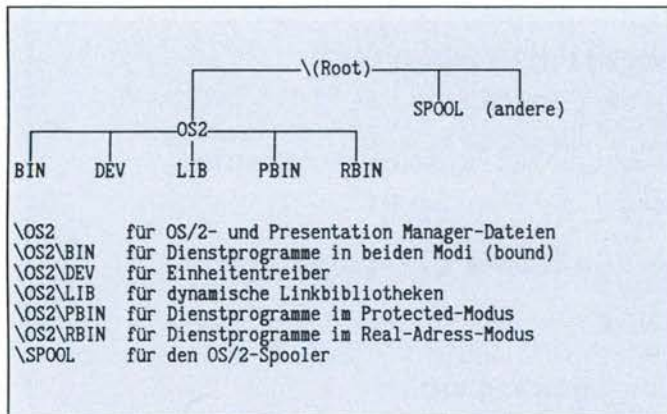 \(Root)
SPOOL (andere)
OS2
BIN DEV LIB PBIN RBIN
\OS2 für OS/2- und Presentation Manager-Dateien
\OS2\BIN für Dienstprogramme in beiden Modi (bound)
\OS2\DEV für Einheitentreiber
\OS2\LIB für dynamische Linkbibliotheken
\OS2\PBIN für Dienstprogramme im Protected-Modus
\OS2\RBIN für Dienstprogramme im Real-Adress-Modus
\SPOOL für den OS/2-Spooler